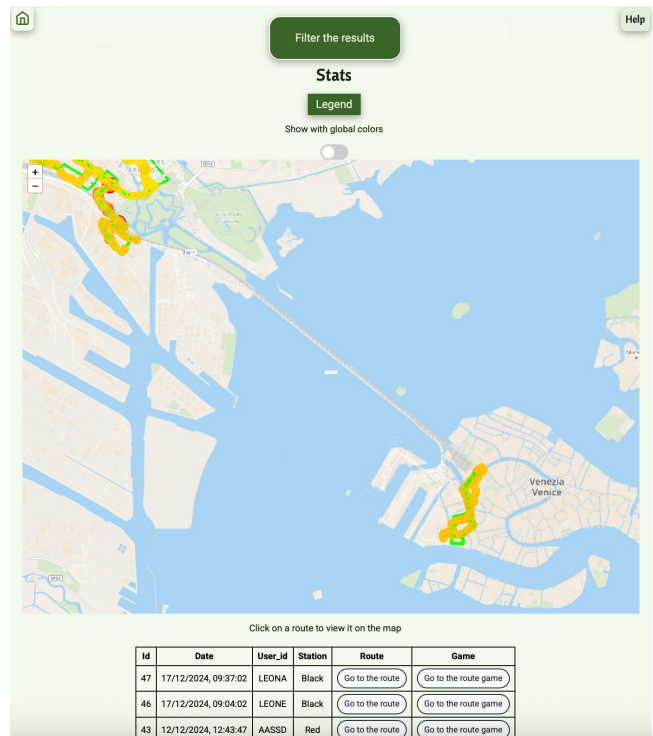 Filter the results
Help
Stats
Legend
Show with global colors
+
−
Venezia
Venice
Click on a route to view it on the map
Id Date User_id Station Route Game
47 17/12/2024, 09:37:02 LEONA Black Go to the route Go to the route game
46 17/12/2024, 09:04:02 LEONE Black Go to the route Go to the route game
43 12/12/2024, 12:43:47 AASSD Red Go to the route Go to the route game